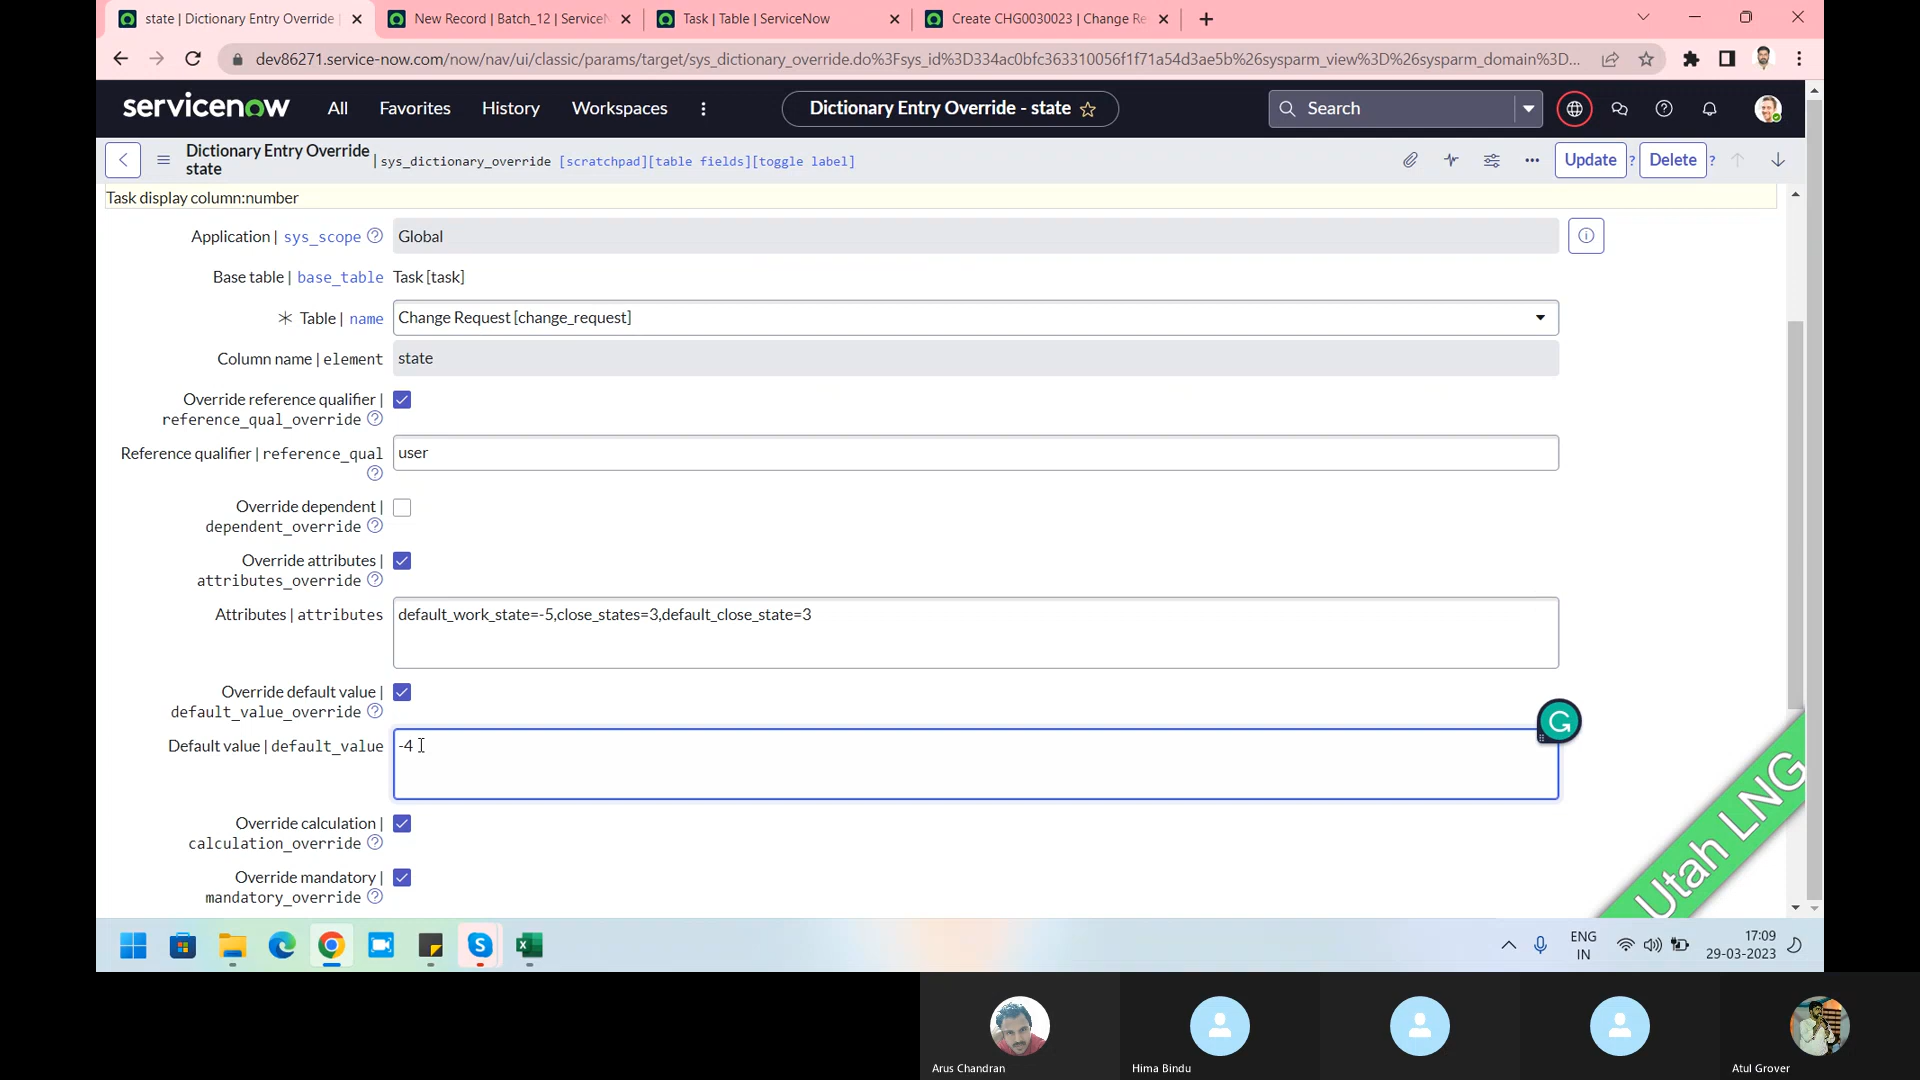 state | Dictionary Entry Override
New Record | Batch_12 | ServiceN
Task | Table | ServiceNow
Create CHG0030023 | Change Re
dev86271.service-now.com/now/nav/ui/classic/params/target/sys_dictionary_override.do%3Fsys_id%3D334ac0bfc363310056f1f71a54d3ae5b%26sysparm_view%3D%26sysparm_domain%3D...
servicenow All Favorites History Workspaces Dictionary Entry Override - state Search
Dictionary Entry Override
state
|sys_dictionary_override [scratchpad][table fields][toggle label]
Update ? Delete ?
Task display column:number
Application | sys_scope Global
Base table | base_table Task [task]
Table | name Change Request [change_request]
Column name | element state
Override reference qualifier |
reference_qual_override
Reference qualifier | reference_qual user
Override dependent |
dependent_override
Override attributes |
attributes_override
Attributes | attributes default_work_state=-5,close_states=3,default_close_state=3
Override default value |
default_value_override
Default value | default_value -4
Override calculation |
calculation_override
Override mandatory |
mandatory_override
Utah LNG
ENG
IN
17:09
29-03-2023
Arus Chandran
Hima Bindu
Atul Grover